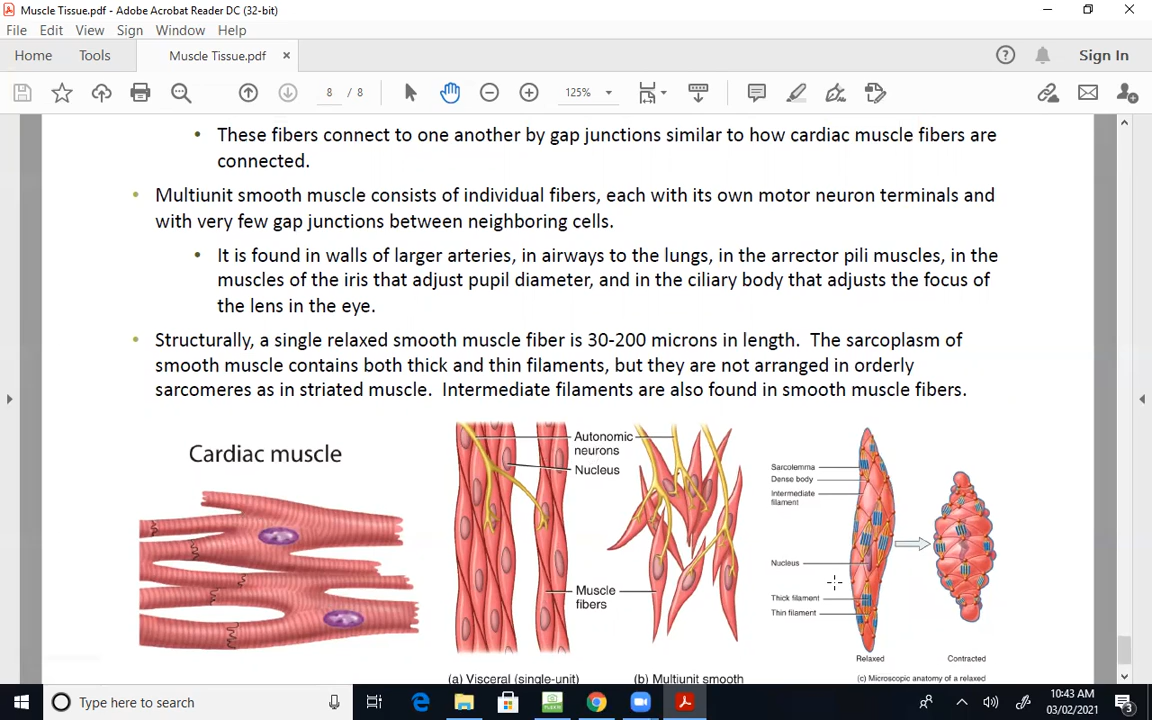 Muscle Tissue.pdf - Adobe Acrobat Reader DC (32-bit)
File Edit View Sign Window Help
Home Tools Muscle Tissue.pdf × Sign In
8 / 8 125%
• These fibers connect to one another by gap junctions similar to how cardiac muscle fibers are
connected.
• Multiunit smooth muscle consists of individual fibers, each with its own motor neuron terminals and
with very few gap junctions between neighboring cells.
• It is found in walls of larger arteries, in airways to the lungs, in the arrector pili muscles, in the
muscles of the iris that adjust pupil diameter, and in the ciliary body that adjusts the focus of
the lens in the eye.
• Structurally, a single relaxed smooth muscle fiber is 30-200 microns in length. The sarcoplasm of
smooth muscle contains both thick and thin filaments, but they are not arranged in orderly
sarcomeres as in striated muscle. Intermediate filaments are also found in smooth muscle fibers.
Cardiac muscle
Autonomic
neurons
Nucleus
Muscle
fibers
(a) Visceral (single-unit)
(b) Multiunit smooth
Sarcolemma
Dense body
Intermediate
filament
Nucleus
Thick filament
Thin filament
Relaxed
Contracted
(c) Microscopic anatomy of a relaxed
Type here to search
10:43 AM
03/02/2021
3